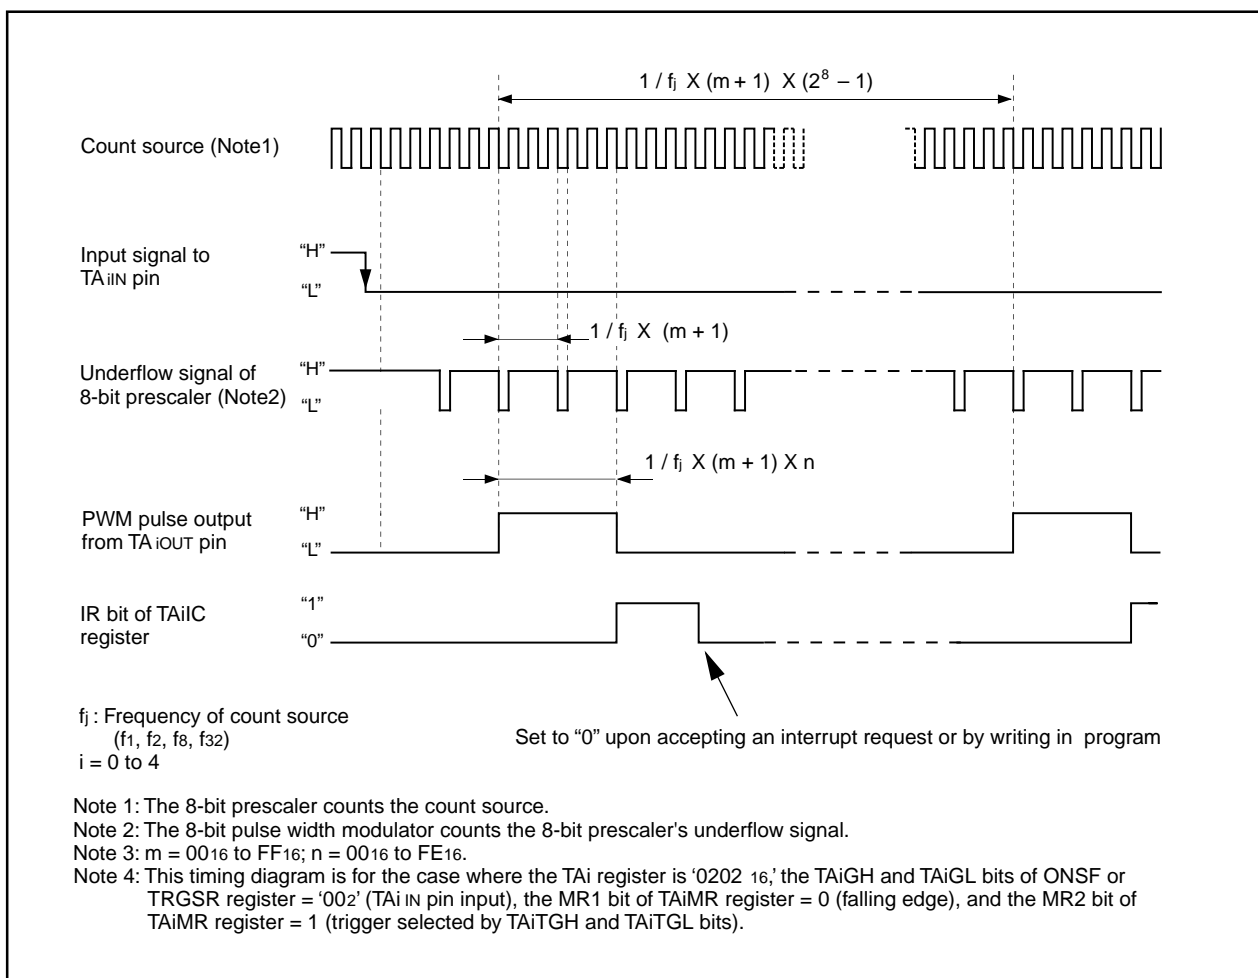 1 / fj X (m + 1) X (2⁸ – 1)
Count source (Note1)
Input signal to
TAiIN pin
“H”
“L”
1 / fj X (m + 1)
Underflow signal of
8-bit prescaler (Note2)
“H”
“L”
1 / fj X (m + 1) X n
PWM pulse output
from TAiOUT pin
“H”
“L”
IR bit of TAiIC
register
“1”
“0”
fj : Frequency of count source
(f1, f2, f8, f32)
i = 0 to 4
Set to “0” upon accepting an interrupt request or by writing in program
Note 1: The 8-bit prescaler counts the count source.
Note 2: The 8-bit pulse width modulator counts the 8-bit prescaler's underflow signal.
Note 3: m = 0016 to FF16; n = 0016 to FE16.
Note 4: This timing diagram is for the case where the TAi register is ‘0202 16,’ the TAiGH and TAiGL bits of ONSF or
TRGSR register = ‘002’ (TAi IN pin input), the MR1 bit of TAiMR register = 0 (falling edge), and the MR2 bit of
TAiMR register = 1 (trigger selected by TAiTGH and TAiTGL bits).